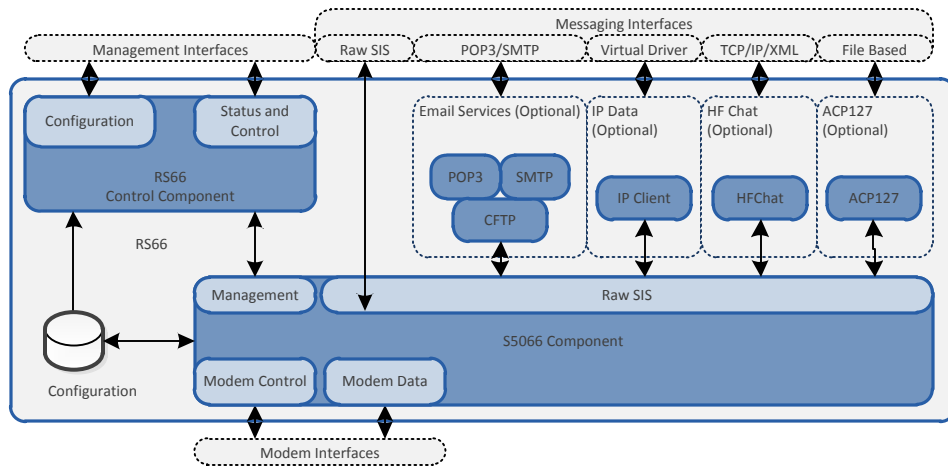 Messaging Interfaces
Management Interfaces
Raw SIS
POP3/SMTP
Virtual Driver
TCP/IP/XML
File Based
Configuration
Status and
Control
RS66
Control Component
Email Services (Optional)
POP3
SMTP
CFTP
IP Data
(Optional)
IP Client
HF Chat
(Optional)
HFChat
ACP127
(Optional)
ACP127
RS66
Management
Raw SIS
S5066 Component
Configuration
Modem Control
Modem Data
Modem Interfaces